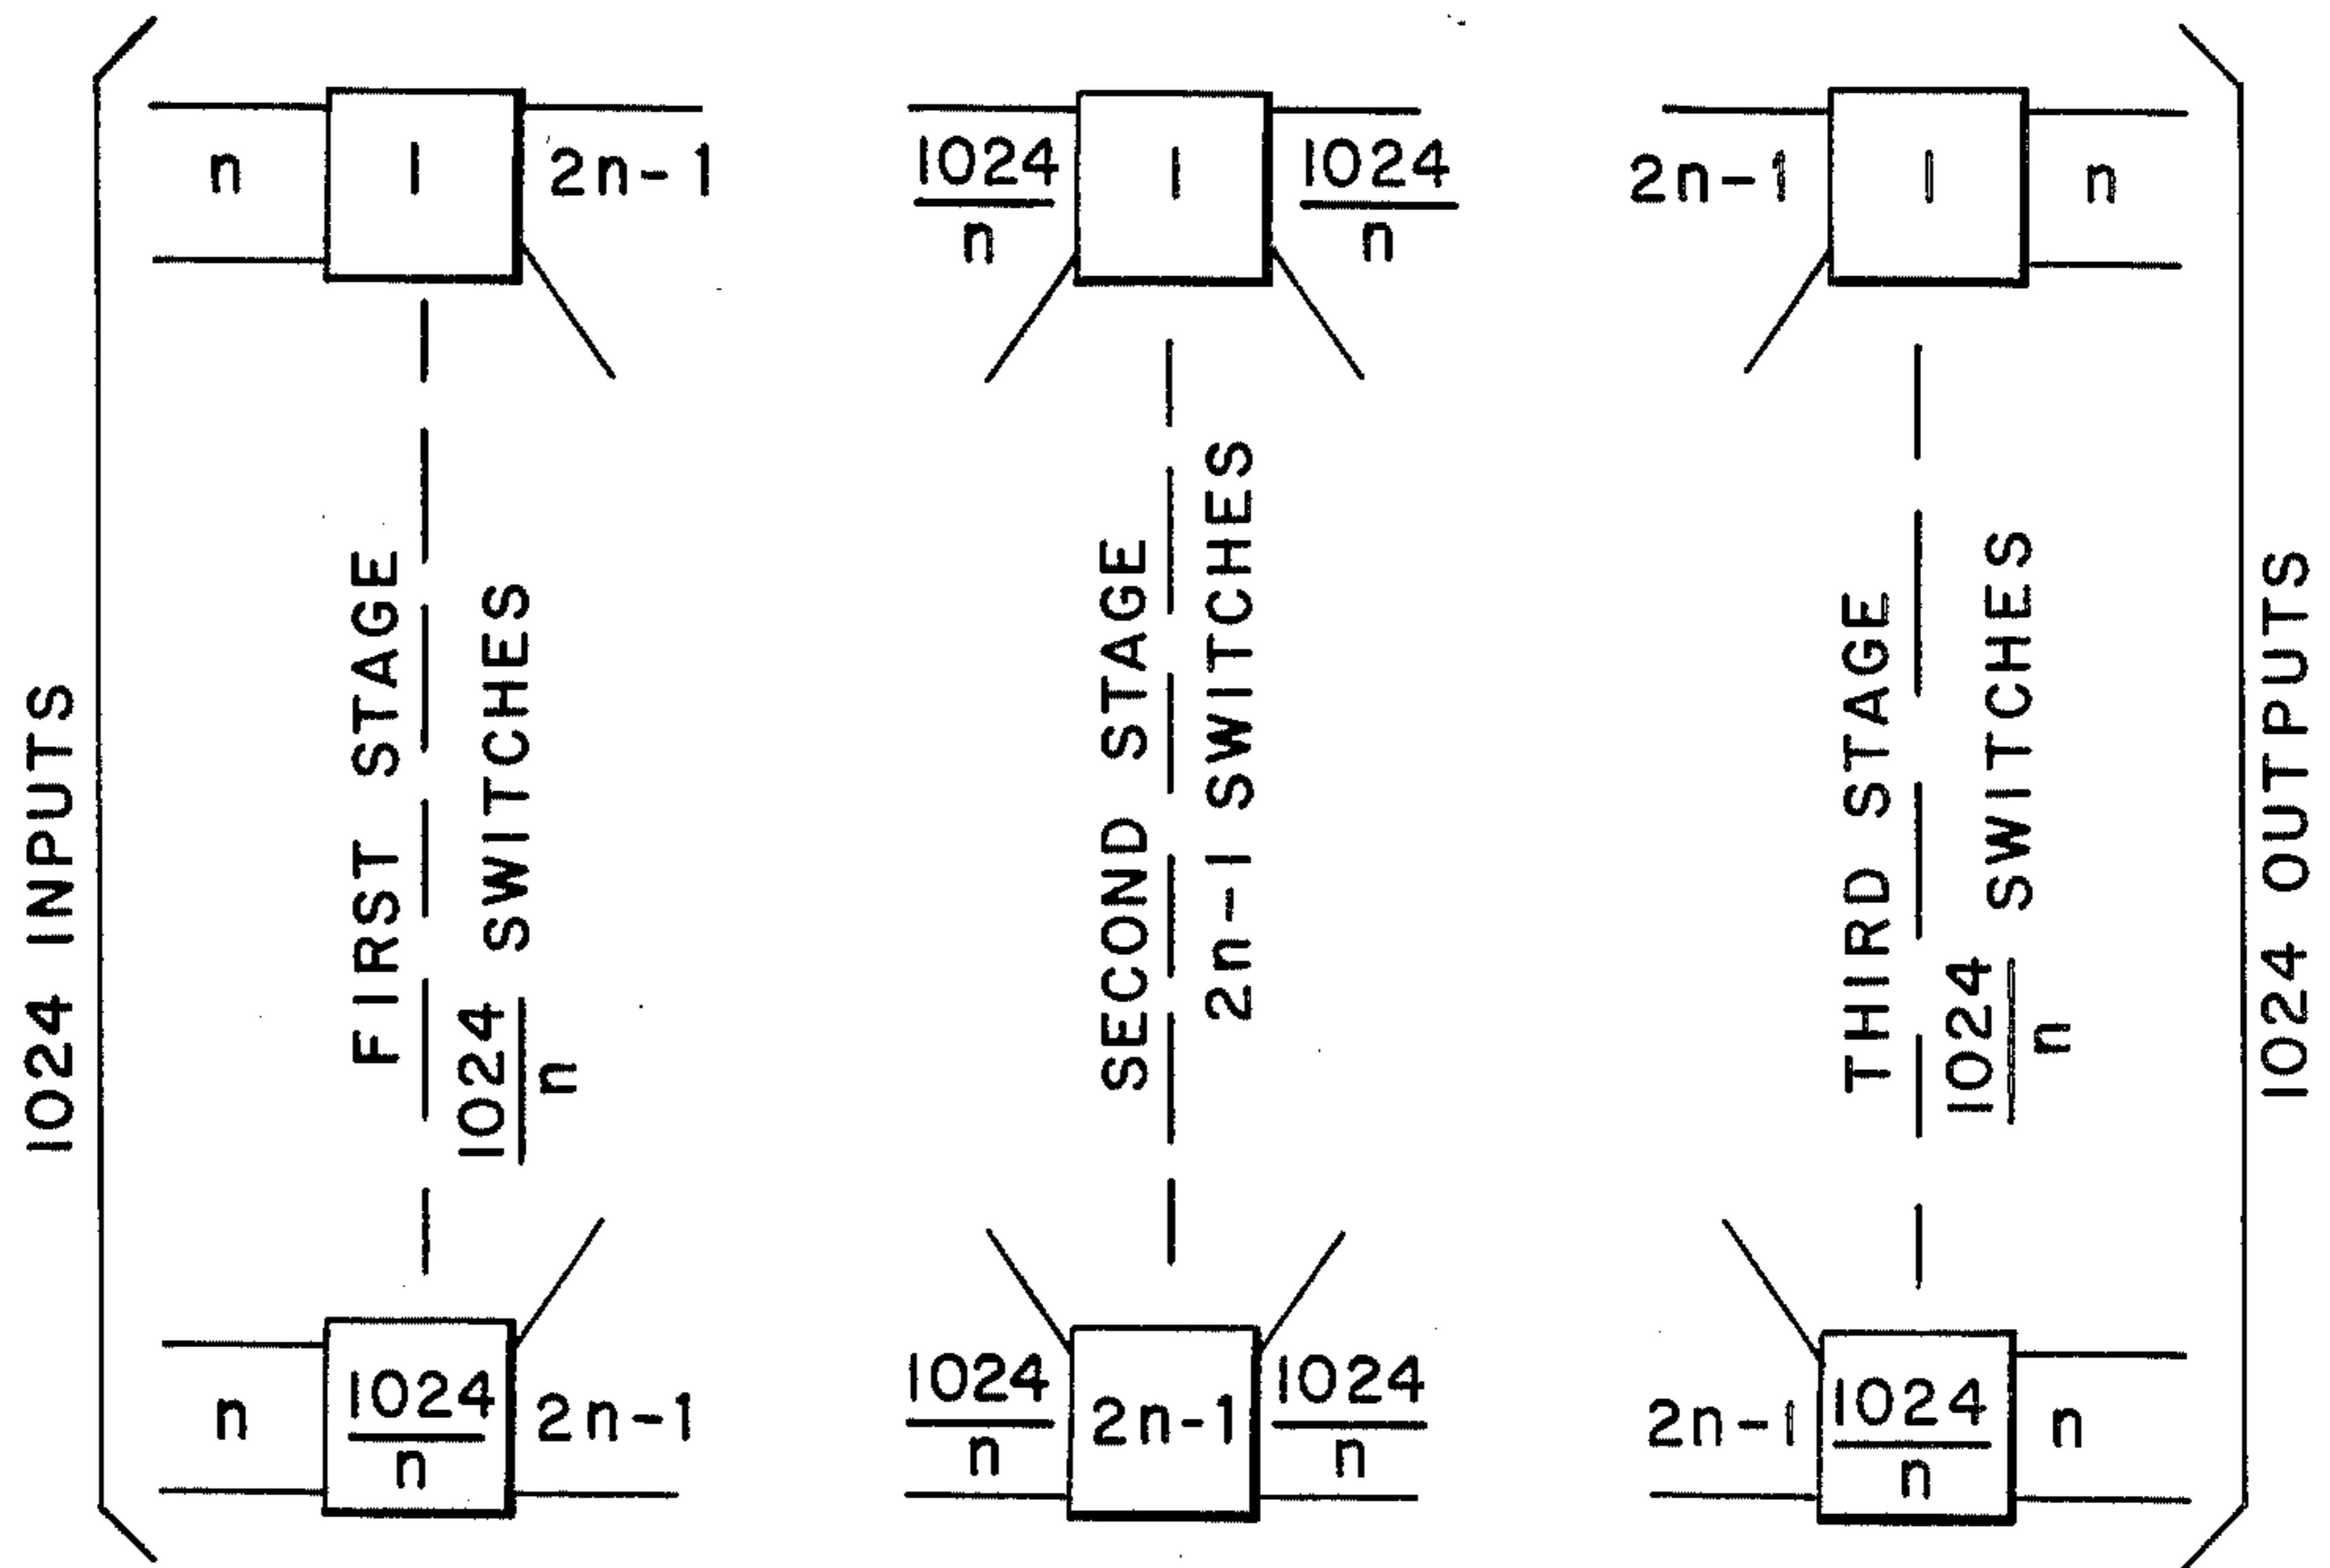 1024 INPUTS
n
1
2n-1
FIRST STAGE
1024/n SWITCHES
n
1024/n
2n-1
1024/n
1
1024/n
SECOND STAGE
2n-1 SWITCHES
1024/n
2n-1
1024/n
2n-1
1
n
THIRD STAGE
1024/n SWITCHES
2n-1
1024/n
n
1024 OUTPUTS